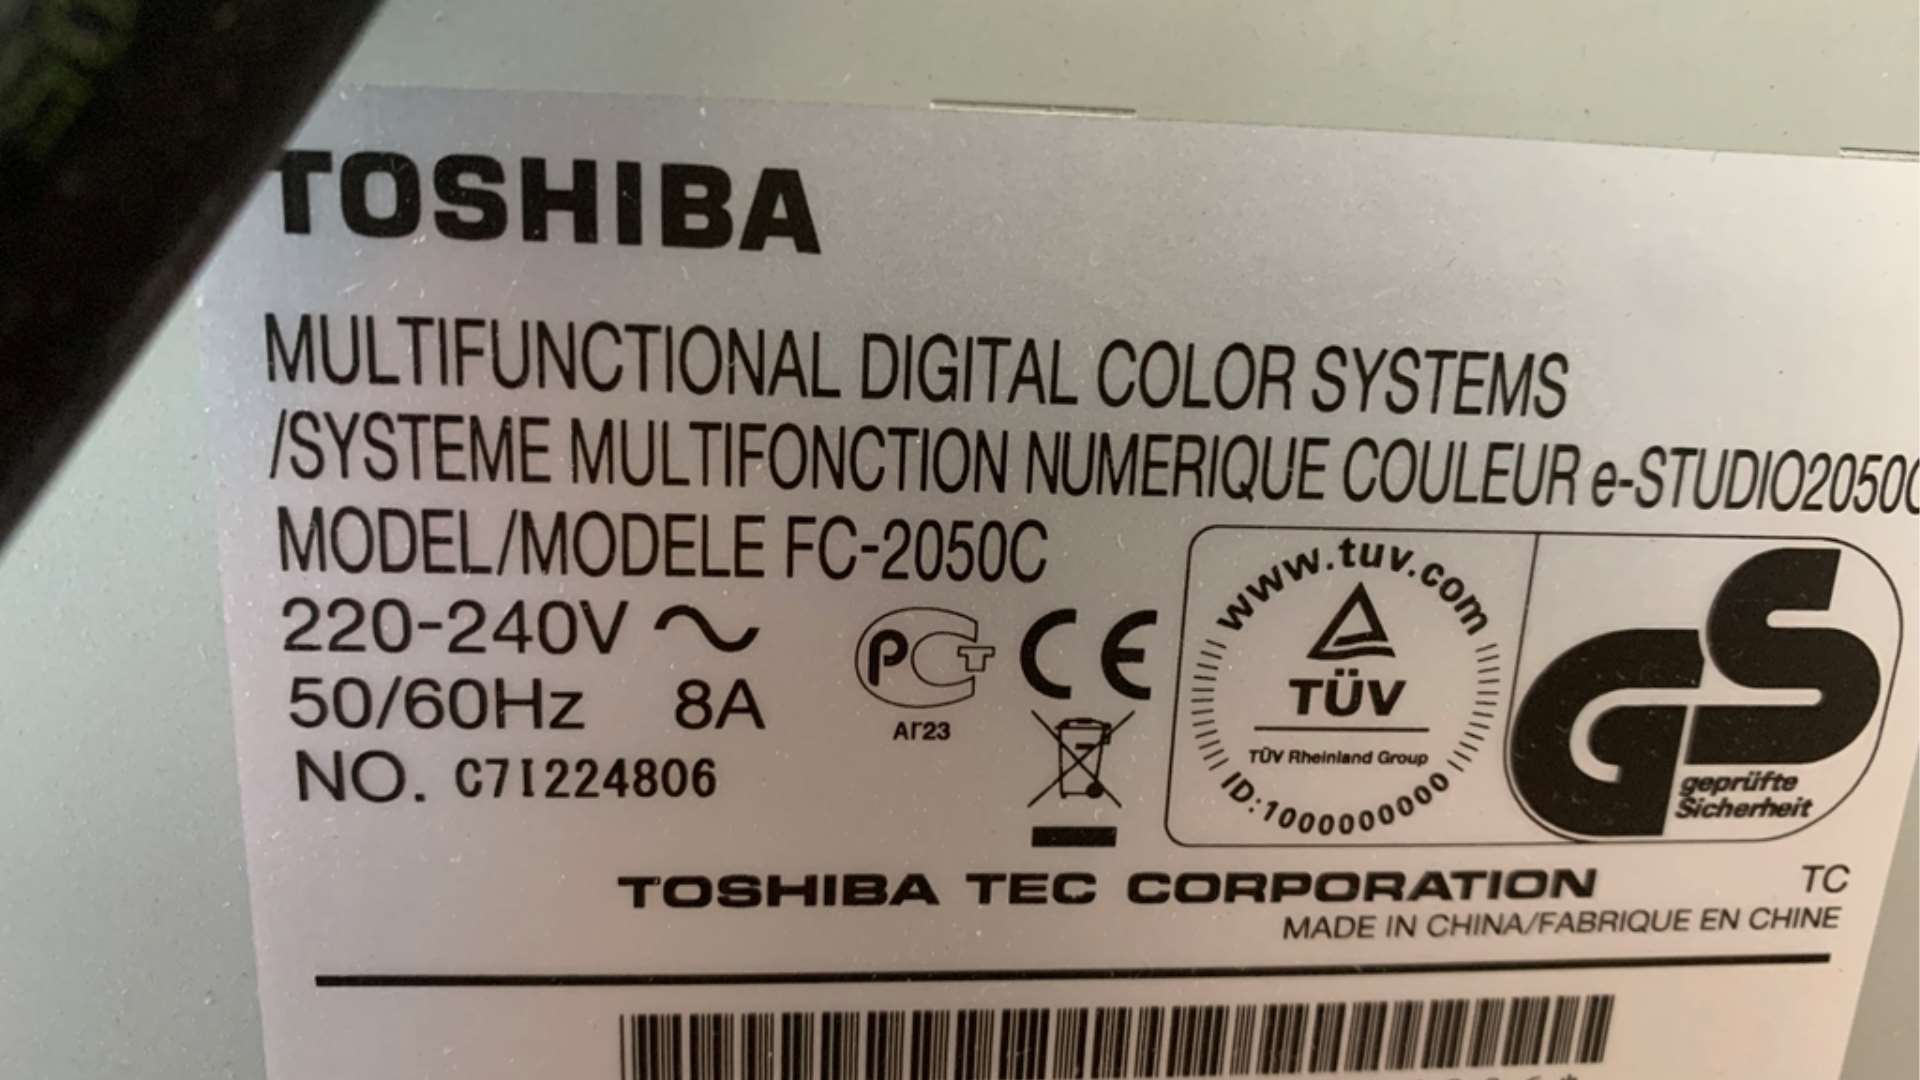 TOSHIBA
MULTIFUNCTIONAL DIGITAL COLOR SYSTEMS
/SYSTEME MULTIFONCTION NUMERIQUE COULEUR e-STUDIO2050C
MODEL/MODELE FC-2050C
220-240V
50/60Hz 8A
NO. C7I224806
РСТ
АГ23
CE
www.tuv.com
TÜV
TÜV Rheinland Group
ID:1000000000
GS
geprüfte
Sicherheit
TOSHIBA TEC CORPORATION
TC
MADE IN CHINA/FABRIQUE EN CHINE